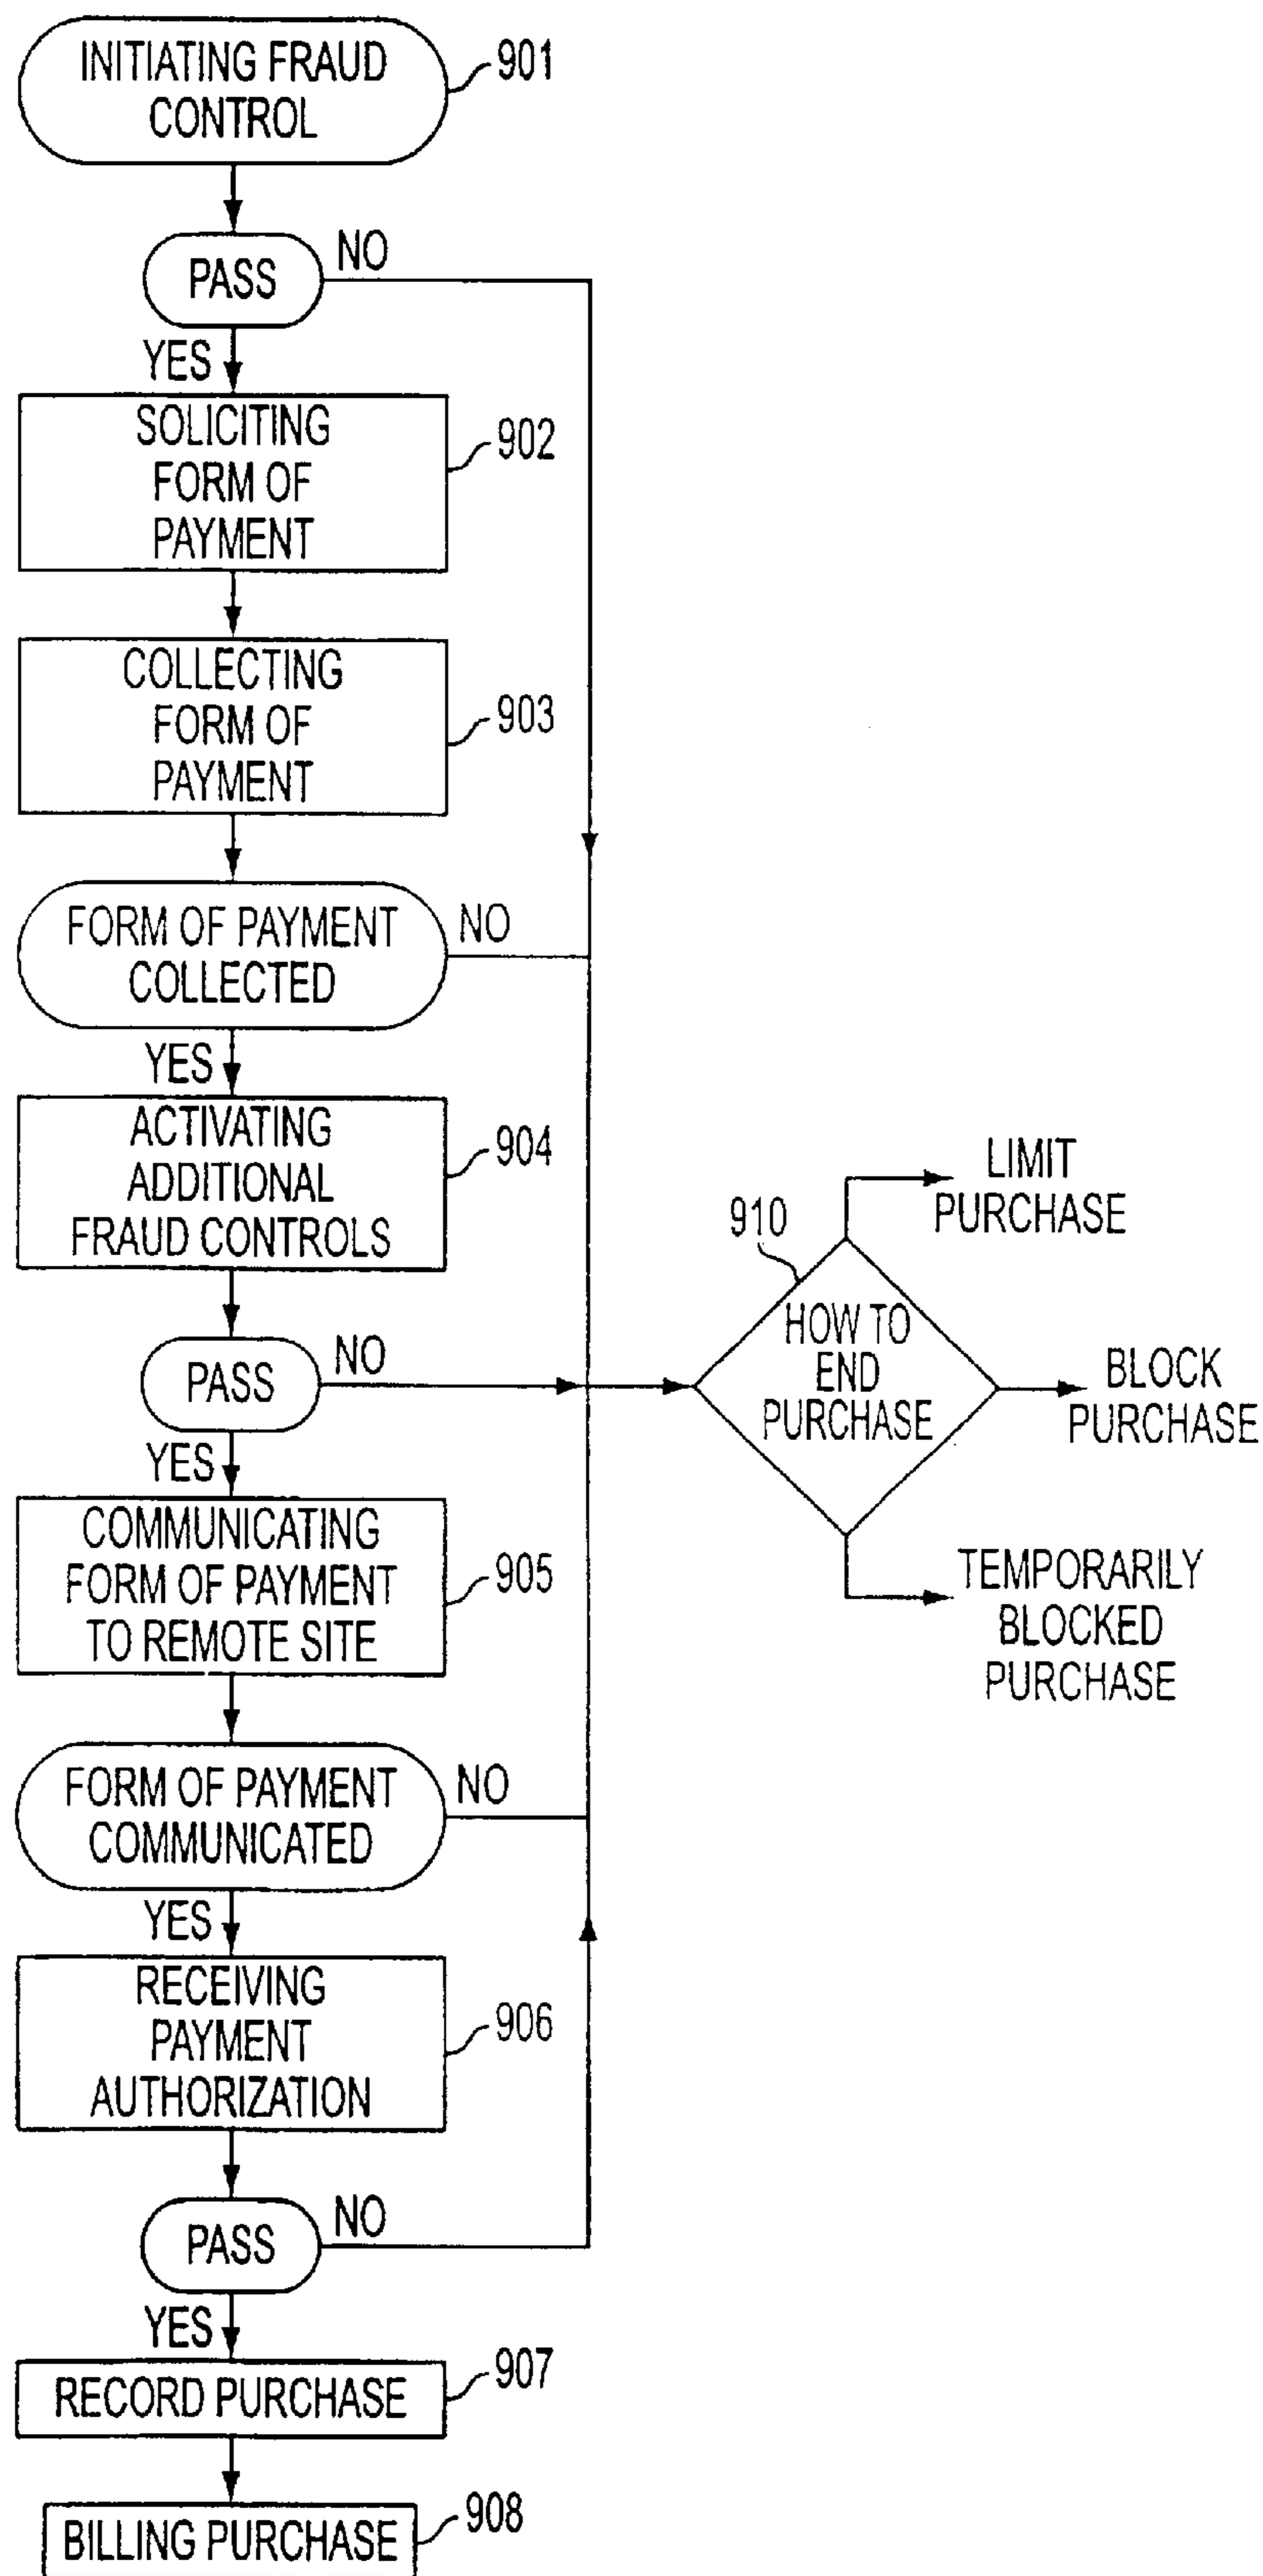 INITIATING FRAUD
CONTROL
901
PASS
NO
YES
SOLICITING
FORM OF
PAYMENT
902
COLLECTING
FORM OF
PAYMENT
903
FORM OF PAYMENT
COLLECTED
NO
YES
ACTIVATING
ADDITIONAL
FRAUD CONTROLS
904
PASS
NO
YES
COMMUNICATING
FORM OF PAYMENT
TO REMOTE SITE
905
FORM OF PAYMENT
COMMUNICATED
NO
YES
RECEIVING
PAYMENT
AUTHORIZATION
906
PASS
NO
YES
RECORD PURCHASE
907
BILLING PURCHASE
908
910
HOW TO
END
PURCHASE
LIMIT
PURCHASE
BLOCK
PURCHASE
TEMPORARILY
BLOCKED
PURCHASE